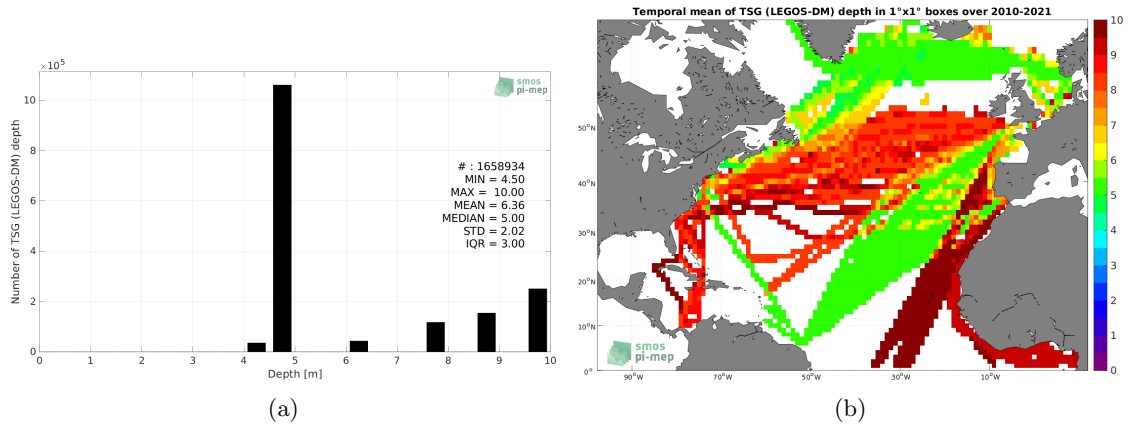 ×10^5
10
8
6
4
2
0
Number of TSG (LEGOS-DM) depth
0 1 2 3 4 5 6 7 8 9 10
Depth [m]
smos
pi-mep
# : 1658934
MIN = 4.50
MAX = 10.00
MEAN = 6.36
MEDIAN = 5.00
STD = 2.02
IQR = 3.00
(a)
Temporal mean of TSG (LEGOS-DM) depth in 1°x1° boxes over 2010-2021
50°N
40°N
30°N
20°N
10°N
0°
90°W 70°W 50°W 30°W 10°W
smos
pi-mep
10
9
8
7
6
5
4
3
2
1
0
(b)